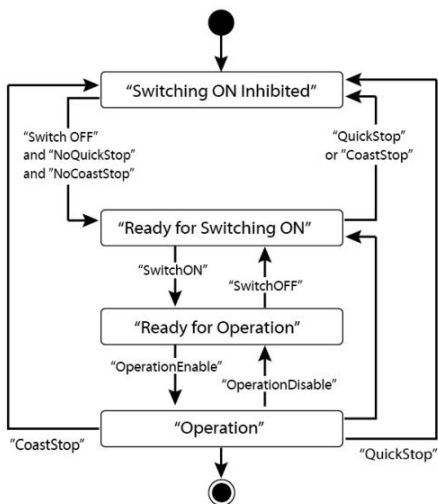 “Switching ON Inhibited”
“Switch OFF”
and “NoQuickStop”
and “NoCoastStop”
“QuickStop”
or “CoastStop”
“Ready for Switching ON”
“SwitchON”
“SwitchOFF”
“Ready for Operation”
“OperationEnable”
“OperationDisable”
“Operation”
“CoastStop”
“QuickStop”